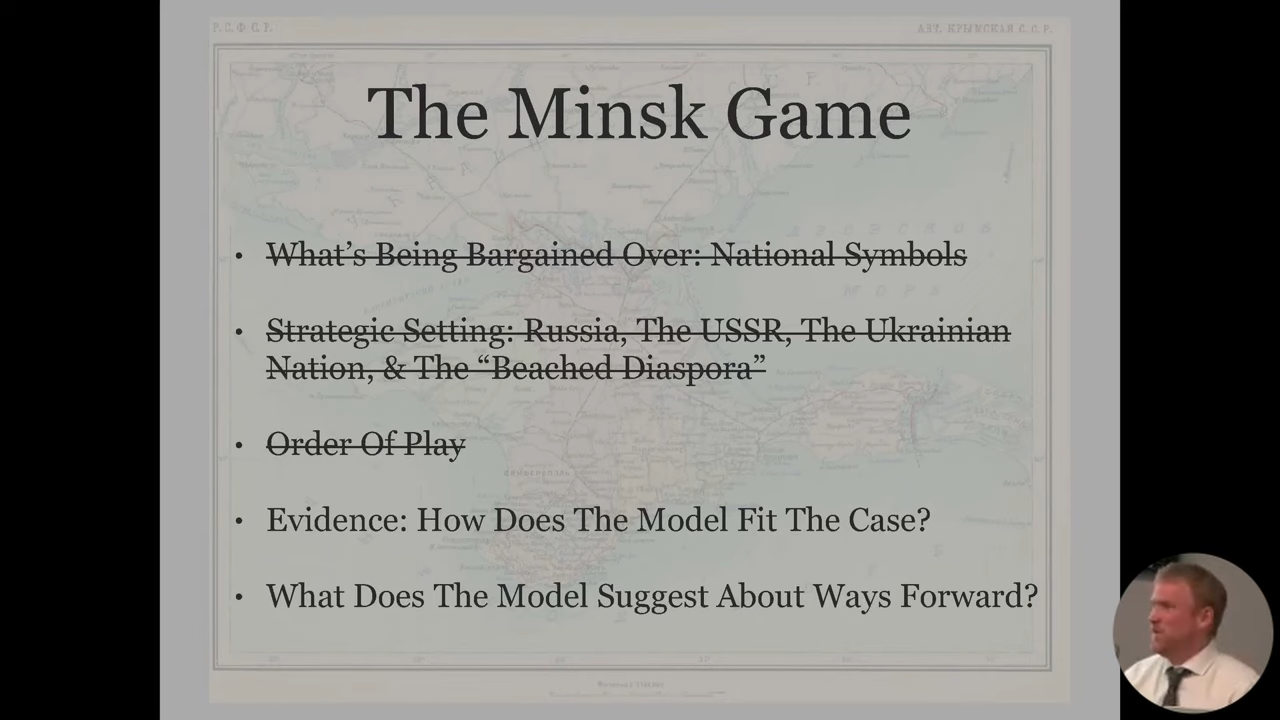 Р.С.Ф.С.Р.
АВТ. КРЫМСКАЯ С.С.Р.
The Minsk Game
• What’s Being Bargained Over: National Symbols
• Strategic Setting: Russia, The USSR, The Ukrainian
Nation, & The “Beached Diaspora”
• Order Of Play
• Evidence: How Does The Model Fit The Case?
• What Does The Model Suggest About Ways Forward?